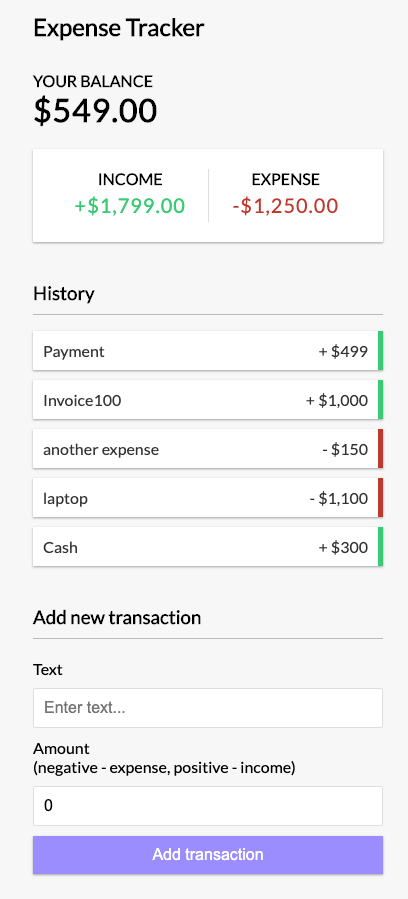 Expense Tracker
YOUR BALANCE
$549.00
INCOME
+$1,799.00
EXPENSE
-$1,250.00
History
Payment + $499
Invoice100 + $1,000
another expense - $150
laptop - $1,100
Cash + $300
Add new transaction
Text
Enter text...
Amount
(negative - expense, positive - income)
0
Add transaction